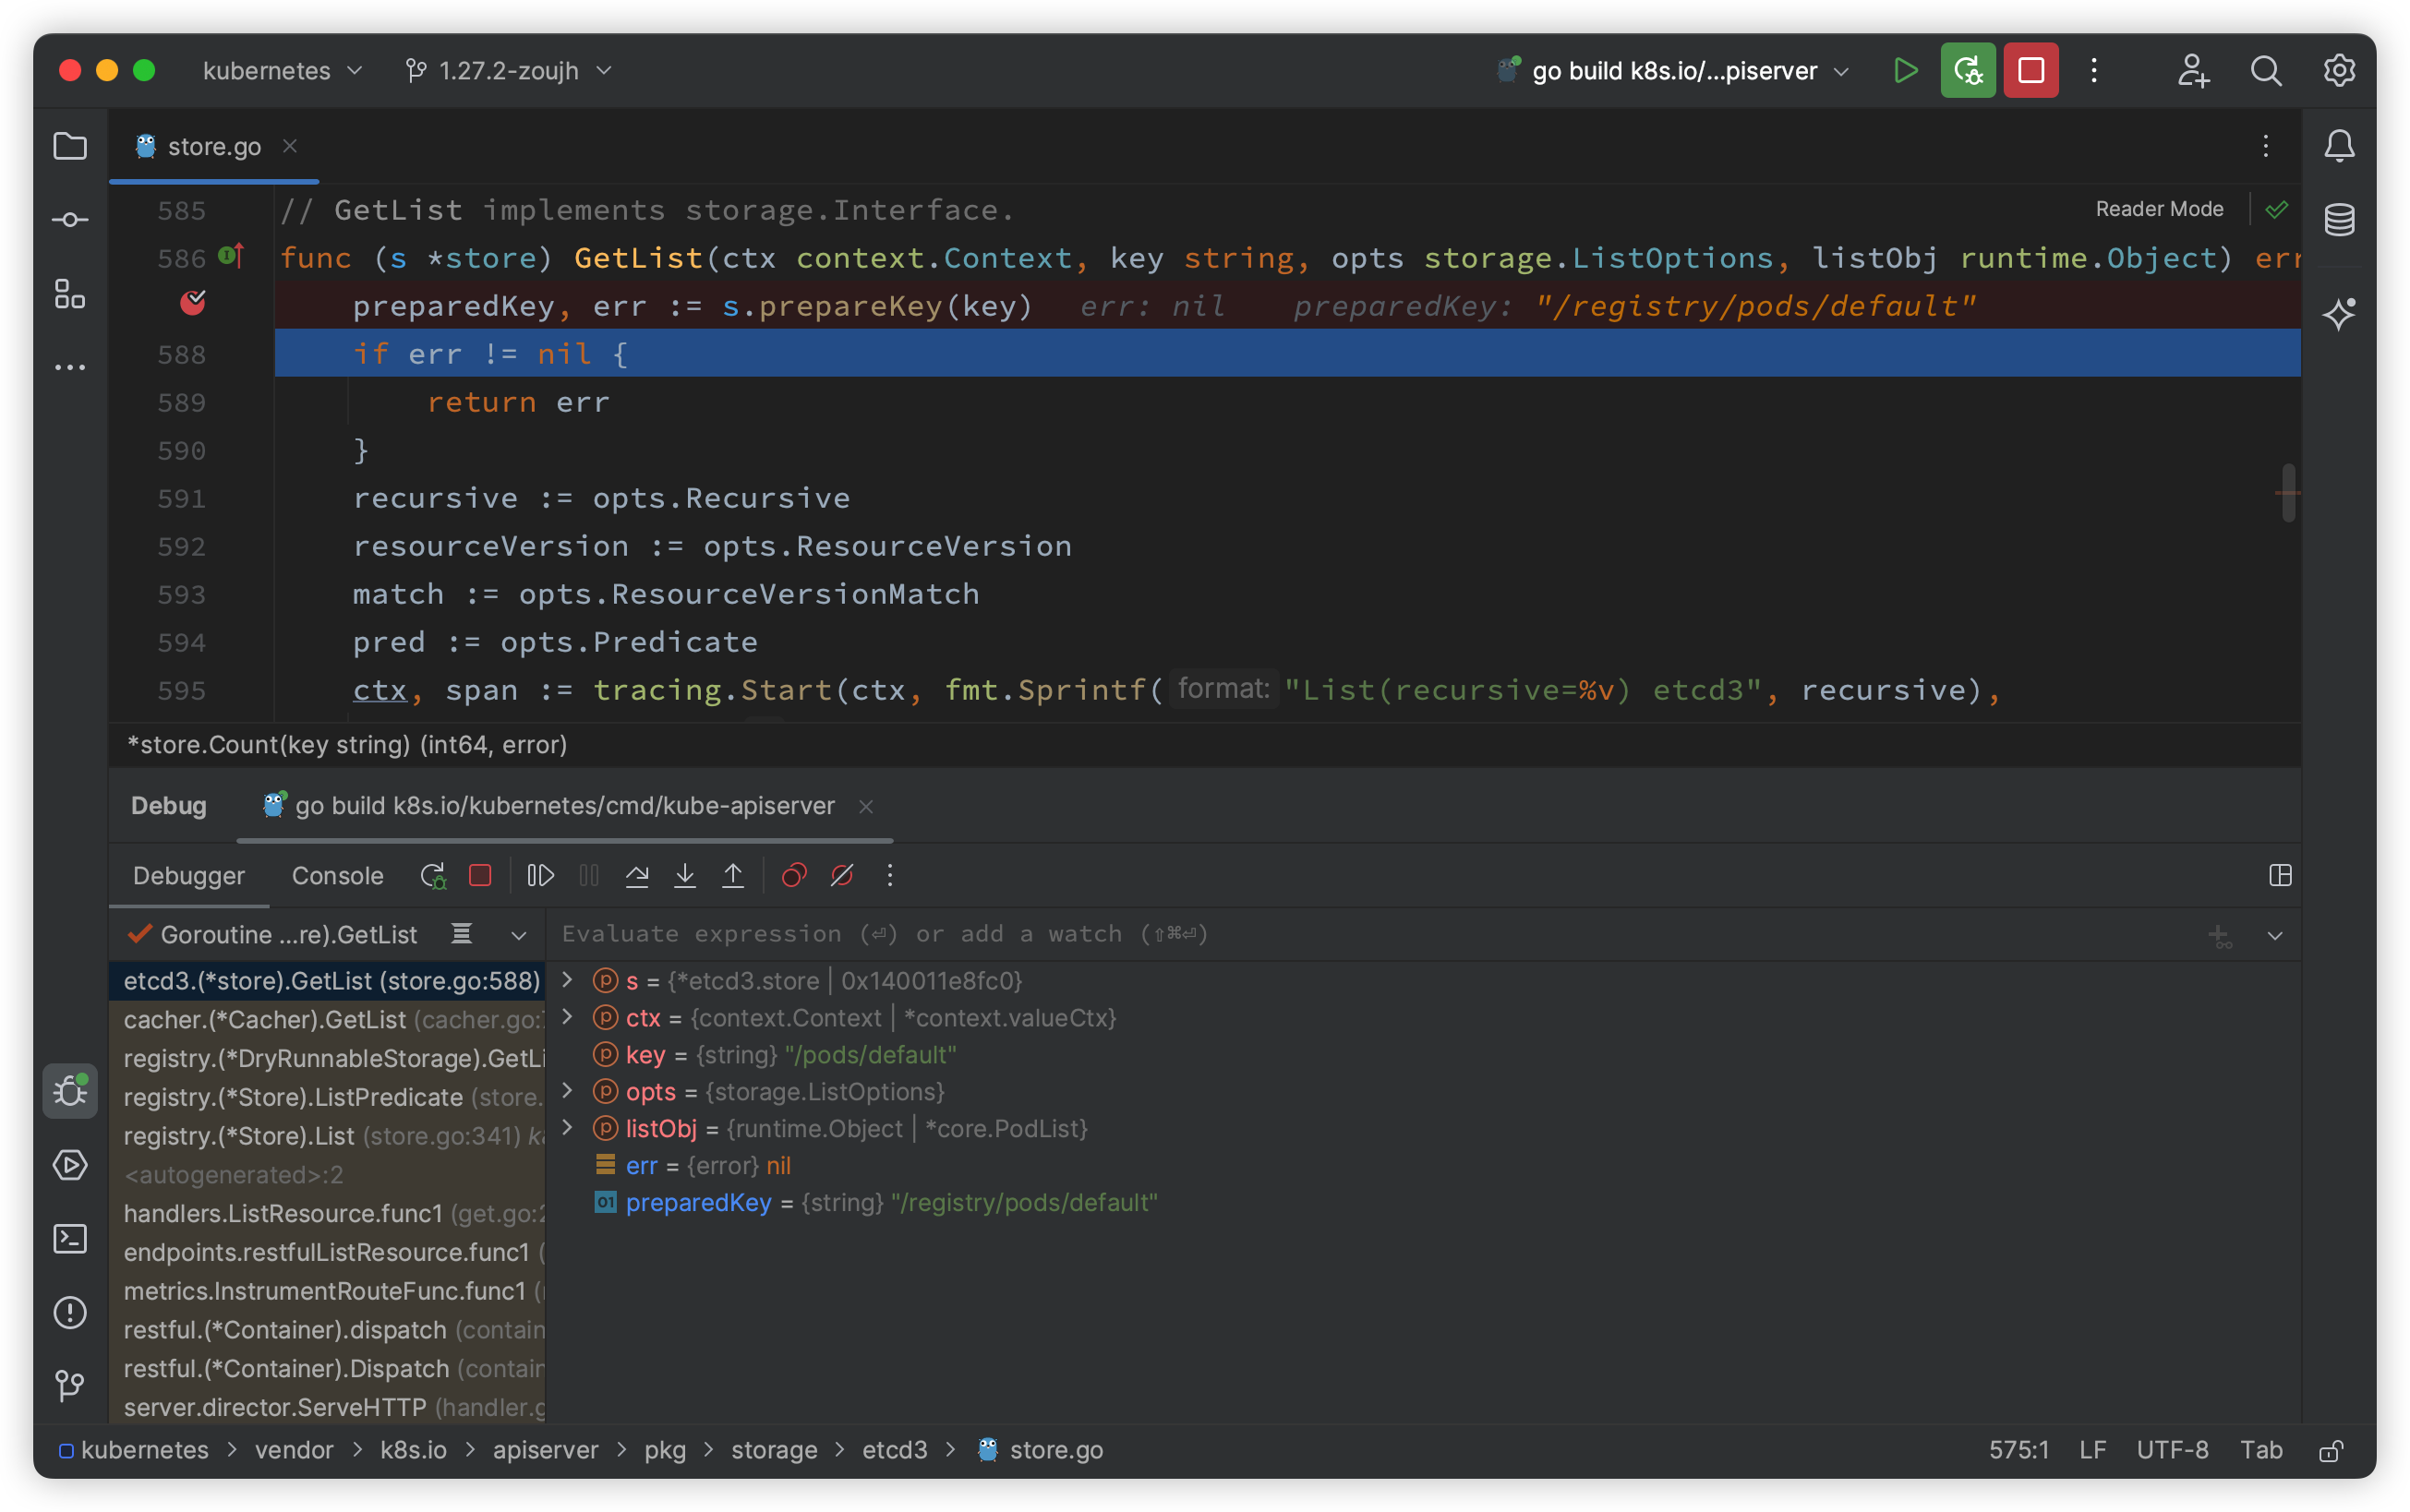 kubernetes
1.27.2-zoujh
go build k8s.io/...piserver
store.go
Reader Mode
585 // GetList implements storage.Interface.
586 func (s *store) GetList(ctx context.Context, key string, opts storage.ListOptions, listObj runtime.Object) err
preparedKey, err := s.prepareKey(key) err: nil preparedKey: "/registry/pods/default"
588 if err != nil {
589 return err
590 }
591 recursive := opts.Recursive
592 resourceVersion := opts.ResourceVersion
593 match := opts.ResourceVersionMatch
594 pred := opts.Predicate
595 ctx, span := tracing.Start(ctx, fmt.Sprintf( format: "List(recursive=%v) etcd3", recursive),
*store.Count(key string) (int64, error)
Debug
go build k8s.io/kubernetes/cmd/kube-apiserver
Debugger
Console
Goroutine ...re).GetList
Evaluate expression (⏎) or add a watch (⇧⌘⏎)
etcd3.(*store).GetList (store.go:588)
cacher.(*Cacher).GetList (cacher.go:
registry.(*DryRunnableStorage).GetLi
registry.(*Store).ListPredicate (store.
registry.(*Store).List (store.go:341)
<autogenerated>:2
handlers.ListResource.func1 (get.go:2
endpoints.restfulListResource.func1 (
metrics.InstrumentRouteFunc.func1 (
restful.(*Container).dispatch (contain
restful.(*Container).Dispatch (contain
server.director.ServeHTTP (handler.g
s = {*etcd3.store | 0x140011e8fc0}
ctx = {context.Context | *context.valueCtx}
key = {string} "/pods/default"
opts = {storage.ListOptions}
listObj = {runtime.Object | *core.PodList}
err = {error} nil
01 preparedKey = {string} "/registry/pods/default"
kubernetes > vendor > k8s.io > apiserver > pkg > storage > etcd3 > store.go
575:1 LF UTF-8 Tab